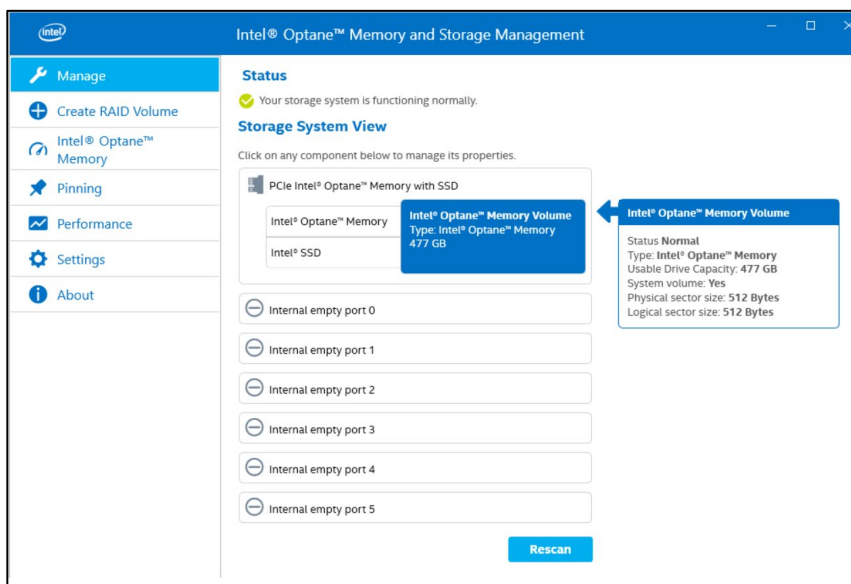 intel
Intel® Optane™ Memory and Storage Management
Manage
Create RAID Volume
Intel® Optane™
Memory
Pinning
Performance
Settings
About
Status
Your storage system is functioning normally.
Storage System View
Click on any component below to manage its properties.
PCIe Intel® Optane™ Memory with SSD
Intel® Optane™ Memory
Intel® SSD
Intel® Optane™ Memory Volume
Type: Intel® Optane™ Memory
477 GB
Internal empty port 0
Internal empty port 1
Internal empty port 2
Internal empty port 3
Internal empty port 4
Internal empty port 5
Rescan
Intel® Optane™ Memory Volume
Status Normal
Type: Intel® Optane™ Memory
Usable Drive Capacity: 477 GB
System volume: Yes
Physical sector size: 512 Bytes
Logical sector size: 512 Bytes